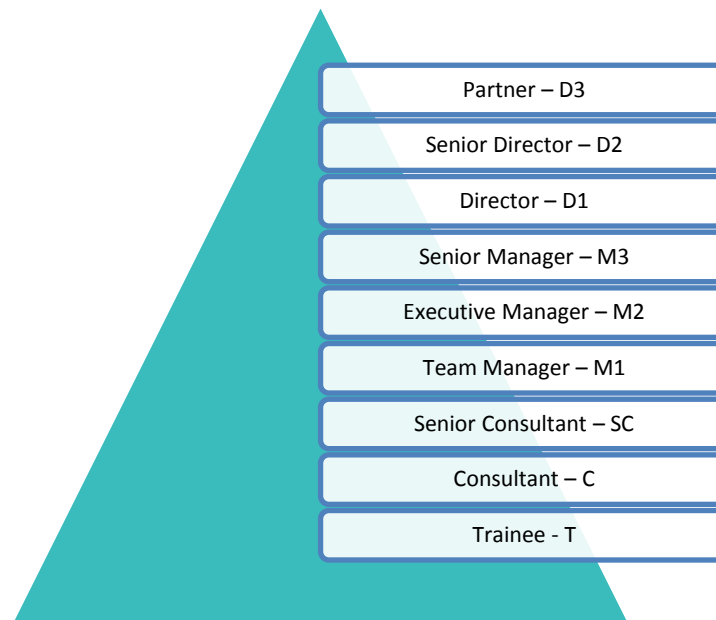 Partner – D3
Senior Director – D2
Director – D1
Senior Manager – M3
Executive Manager – M2
Team Manager – M1
Senior Consultant – SC
Consultant – C
Trainee - T